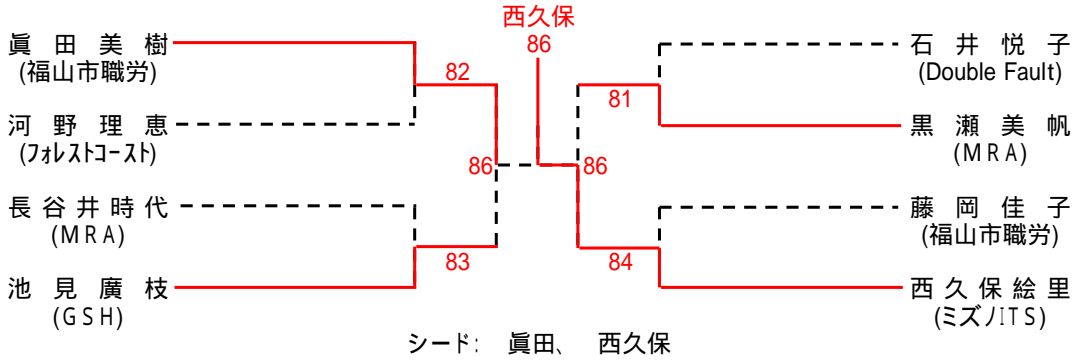 西久保
86
眞田美樹
(福山市職労)
82
河野理恵
(フォレストコースト)
86
長谷井時代
(MRA)
83
池見廣枝
(GSH)
石井悦子
(Double Fault)
81
黒瀬美帆
(MRA)
86
藤岡佳子
(福山市職労)
84
西久保絵里
(ミズノITS)
シード: 眞田、 西久保